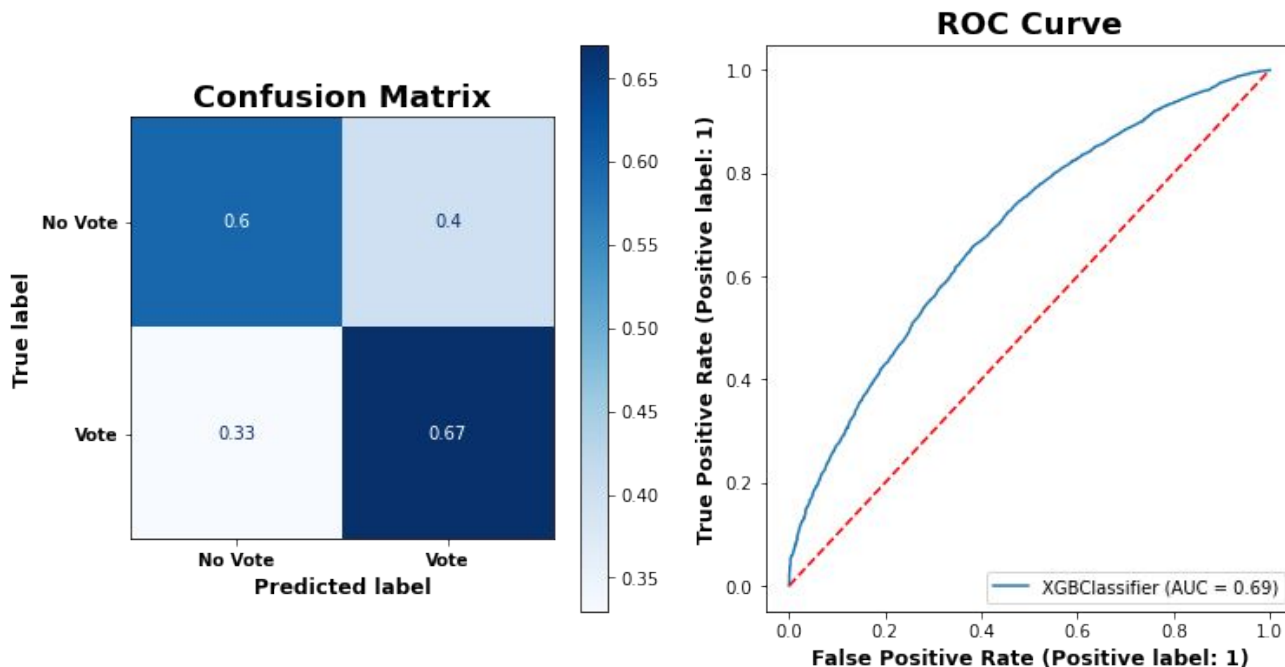 Confusion Matrix
True label
No Vote
Vote
0.6
0.4
0.33
0.67
No Vote
Vote
Predicted label
0.65
0.60
0.55
0.50
0.45
0.40
0.35
ROC Curve
True Positive Rate (Positive label: 1)
1.0
0.8
0.6
0.4
0.2
0.0
XGBClassifier (AUC = 0.69)
0.0
0.2
0.4
0.6
0.8
1.0
False Positive Rate (Positive label: 1)